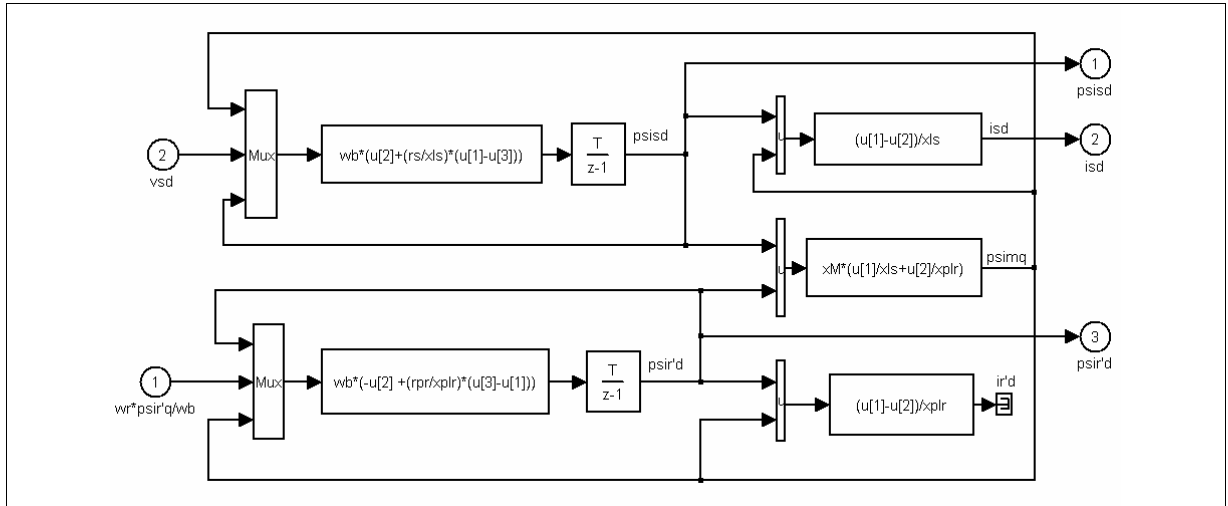 1
psisd
psisd
(u[1]-u[2])/xls
isd
2
isd
2
vsd
Mux
wb*(u[2]+(rs/xls)*(u[1]-u[3]))
T
z-1
u
xM*(u[1]/xls+u[2]/xplr)
psimq
u
3
psir'd
1
wr*psir'q/wb
Mux
wb*(-u[2] +(rpr/xplr)*(u[3]-u[1]))
T
z-1
psir'd
u
(u[1]-u[2])/xplr
ir'd